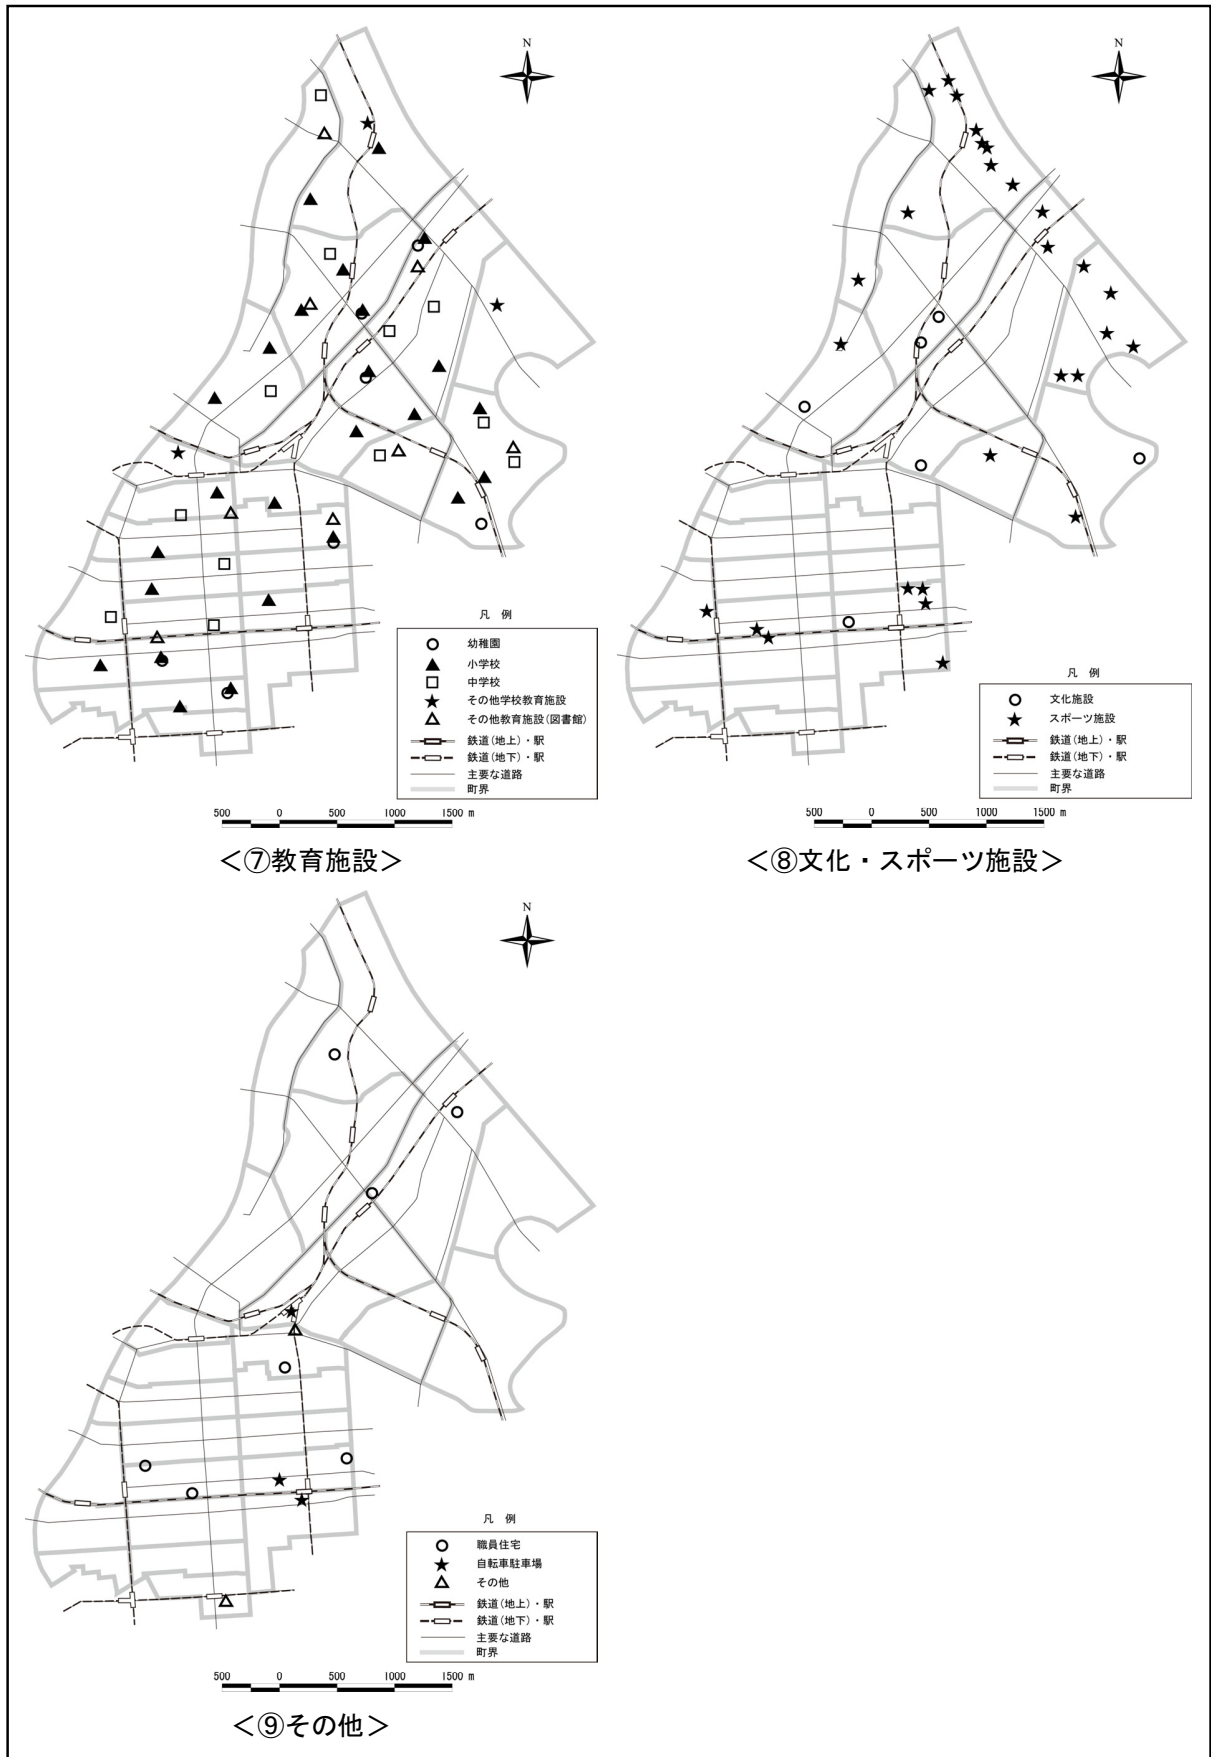 N
凡 例
幼稚園
小学校
中学校
その他学校教育施設
その他教育施設(図書館)
鉄道(地上)・駅
鉄道(地下)・駅
主要な道路
町界
500 0 500 1000 1500 m
<⑦教育施設>
N
凡 例
文化施設
スポーツ施設
鉄道(地上)・駅
鉄道(地下)・駅
主要な道路
町界
500 0 500 1000 1500 m
<⑧文化・スポーツ施設>
N
凡 例
職員住宅
自転車駐車場
その他
鉄道(地上)・駅
鉄道(地下)・駅
主要な道路
町界
500 0 500 1000 1500 m
<⑨その他>